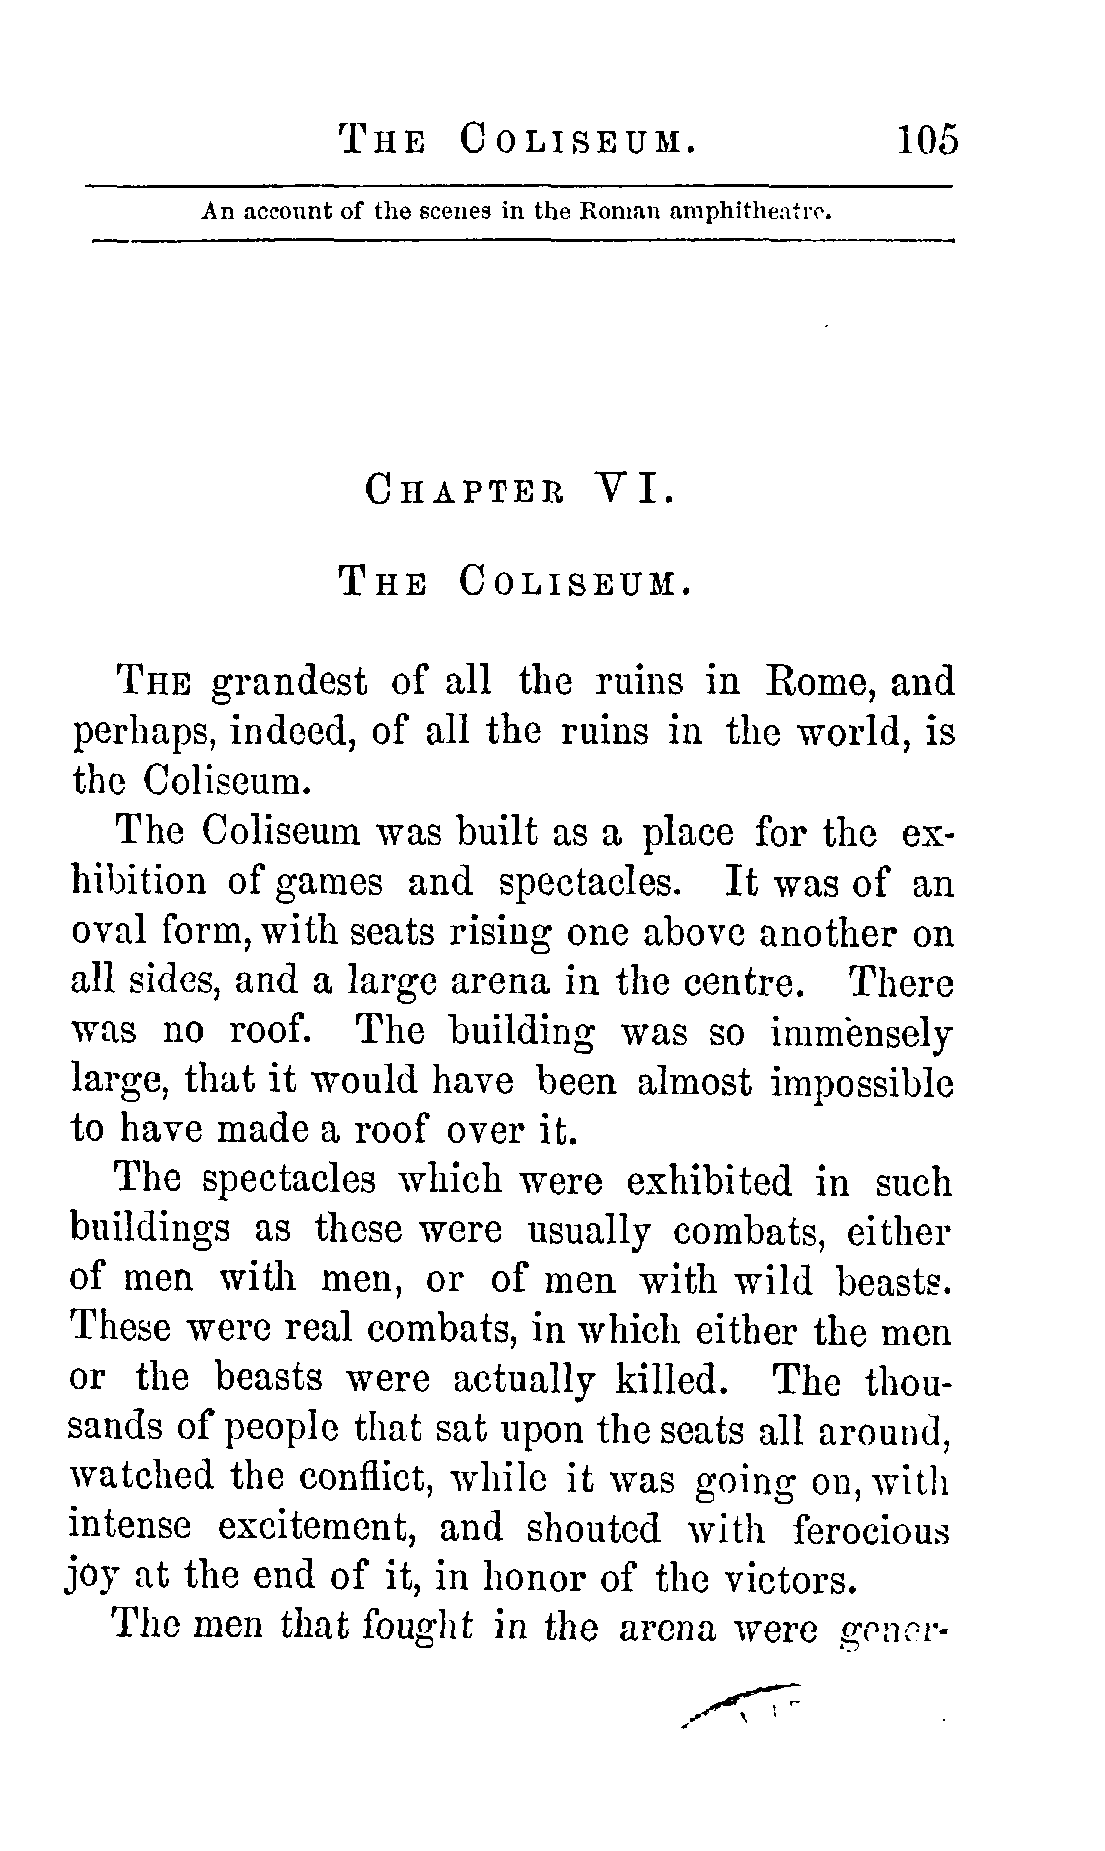 THE COLISEUM. 105
An account of the scenes in the Roman amphitheatre.
CHAPTER VI.
THE COLISEUM.
THE grandest of all the ruins in Rome, and
perhaps, indeed, of all the ruins in the world, is
the Coliseum.
The Coliseum was built as a place for the ex-
hibition of games and spectacles. It was of an
oval form, with seats rising one above another on
all sides, and a large arena in the centre. There
was no roof. The building was so immensely
large, that it would have been almost impossible
to have made a roof over it.
The spectacles which were exhibited in such
buildings as these were usually combats, either
of men with men, or of men with wild beasts.
These were real combats, in which either the men
or the beasts were actually killed. The thou-
sands of people that sat upon the seats all around,
watched the conflict, while it was going on, with
intense excitement, and shouted with ferocious
joy at the end of it, in honor of the victors.
The men that fought in the arena were gener-